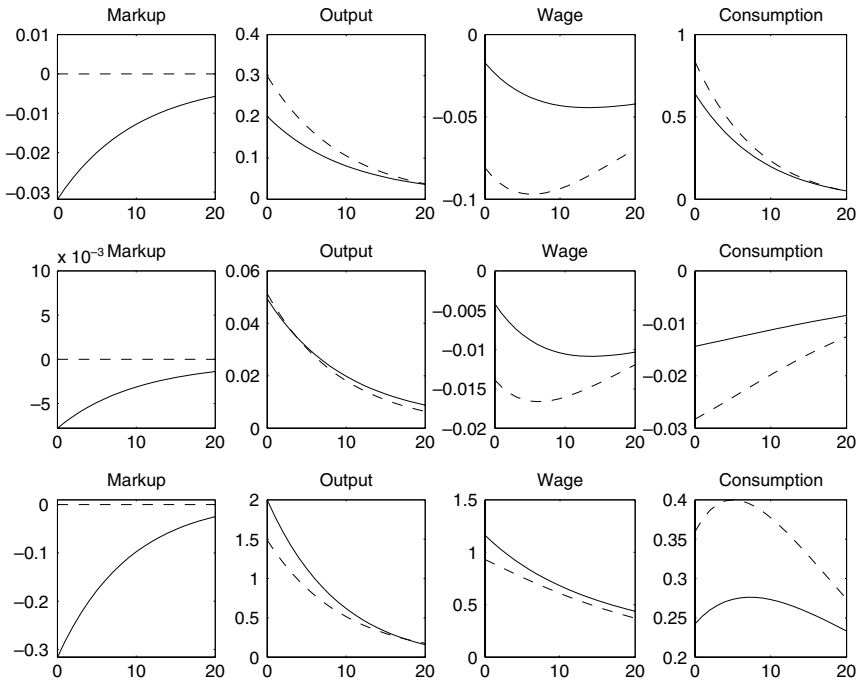 Markup Output Wage Consumption
0.01 0.4 0 1
0
0.3
−0.01
0.2 −0.05 0.5
−0.02
0.1
−0.03
0 −0.1 0
0 10 20 0 10 20 0 10 20 0 10 20
x 10⁻³ Markup Output Wage Consumption
10 0.06 0 0
−0.005
5 0.04 −0.01
−0.01
0 −0.02
0.02 −0.015
−5
0 −0.02 −0.03
0 10 20 0 10 20 0 10 20 0 10 20
Markup Output Wage Consumption
0 2 1.5 0.4
1.5 0.35
−0.1 1
1 0.3
−0.2 0.5
0.5 0.25
−0.3
0 0 0.2
0 10 20 0 10 20 0 10 20 0 10 20